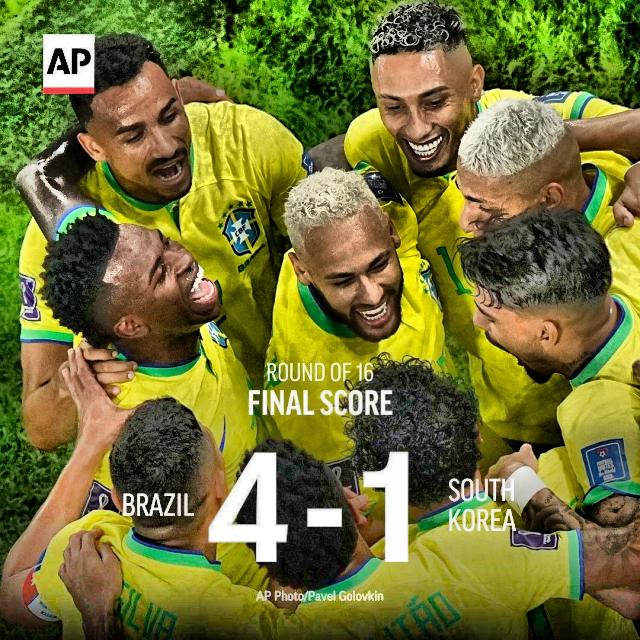 AP
ROUND OF 16
FINAL SCORE
BRAZIL
4-1
SOUTH
KOREA
AP Photo/Pavel Golovkin